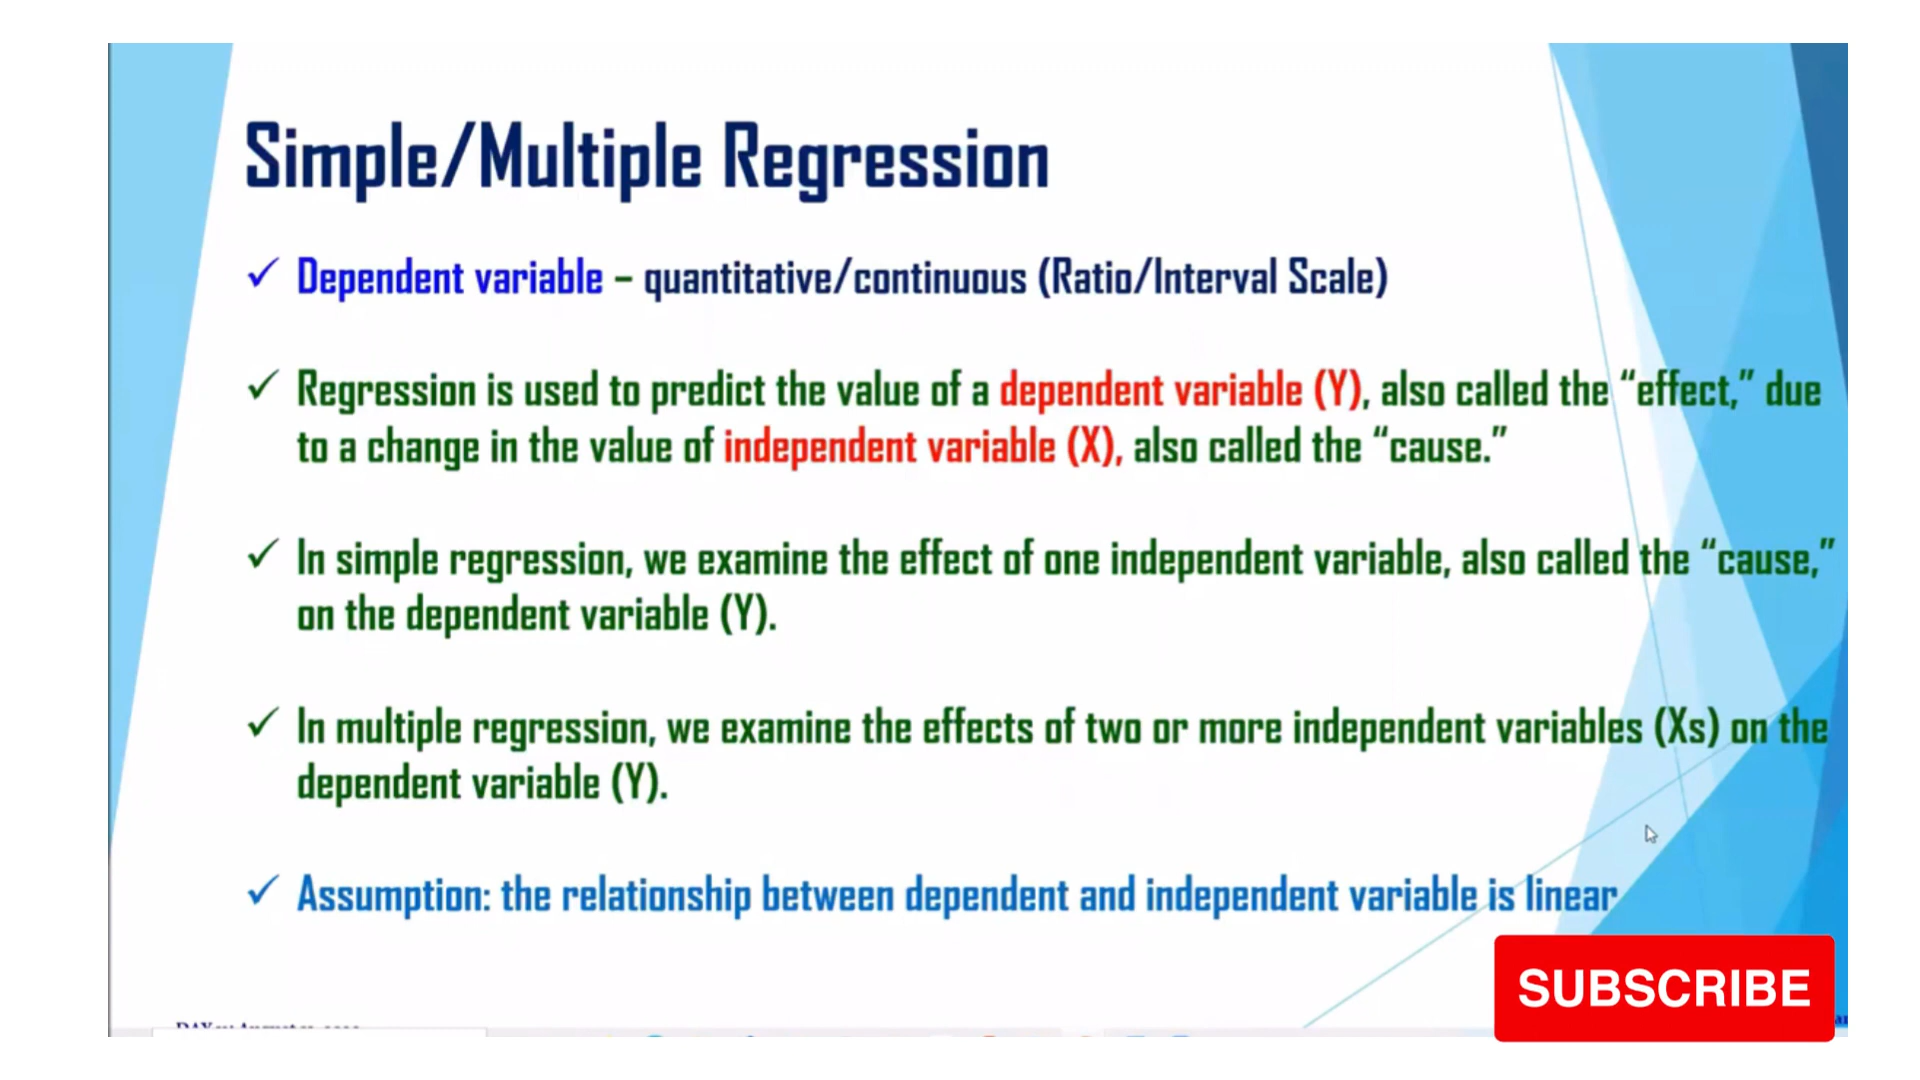 Simple/Multiple Regression
✓ Dependent variable – quantitative/continuous (Ratio/Interval Scale)
✓ Regression is used to predict the value of a dependent variable (Y), also called the “effect,” due
to a change in the value of independent variable (X), also called the “cause.”
✓ In simple regression, we examine the effect of one independent variable, also called the “cause,”
on the dependent variable (Y).
✓ In multiple regression, we examine the effects of two or more independent variables (Xs) on the
dependent variable (Y).
✓ Assumption: the relationship between dependent and independent variable is linear
SUBSCRIBE